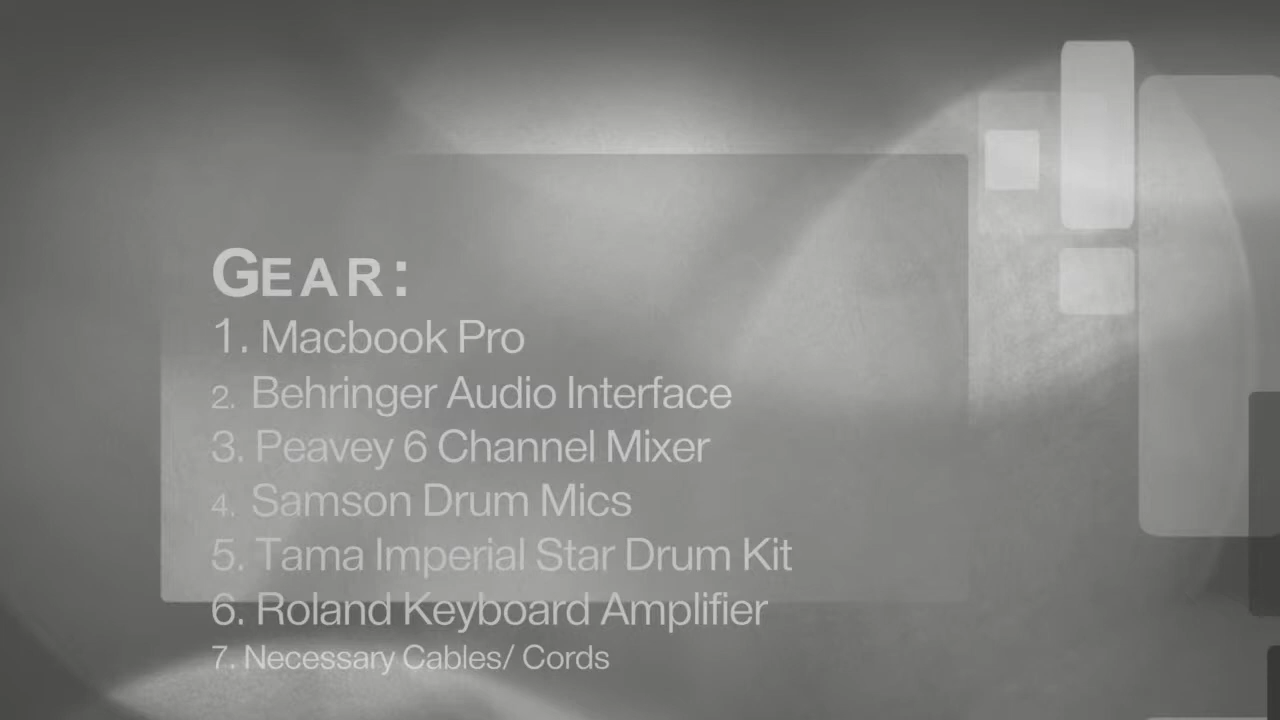 GEAR:
1. Macbook Pro
2. Behringer Audio Interface
3. Peavey 6 Channel Mixer
4. Samson Drum Mics
5. Tama Imperial Star Drum Kit
6. Roland Keyboard Amplifier
7. Necessary Cables/ Cords